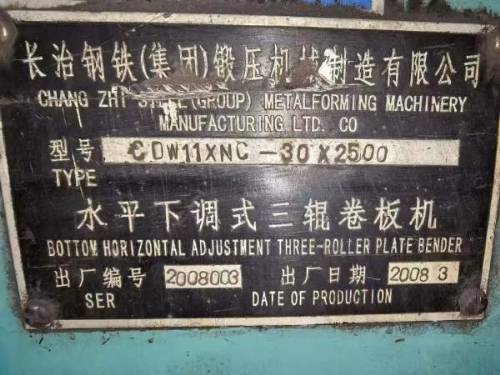 长治钢铁(集团)锻压机械制造有限公司
CHANG ZHI STEEL(GROUP) METALFORMING MACHINERY
MANUFACTURING LTD. CO
型号 CDW11XNC-30X2500
TYPE
水平下调式三辊卷板机
BOTTOM HORIZONTAL ADJUSTMENT THREE-ROLLER PLATE BENDER
出厂编号 2008003 出厂日期 2008 3
SER DATE OF PRODUCTION